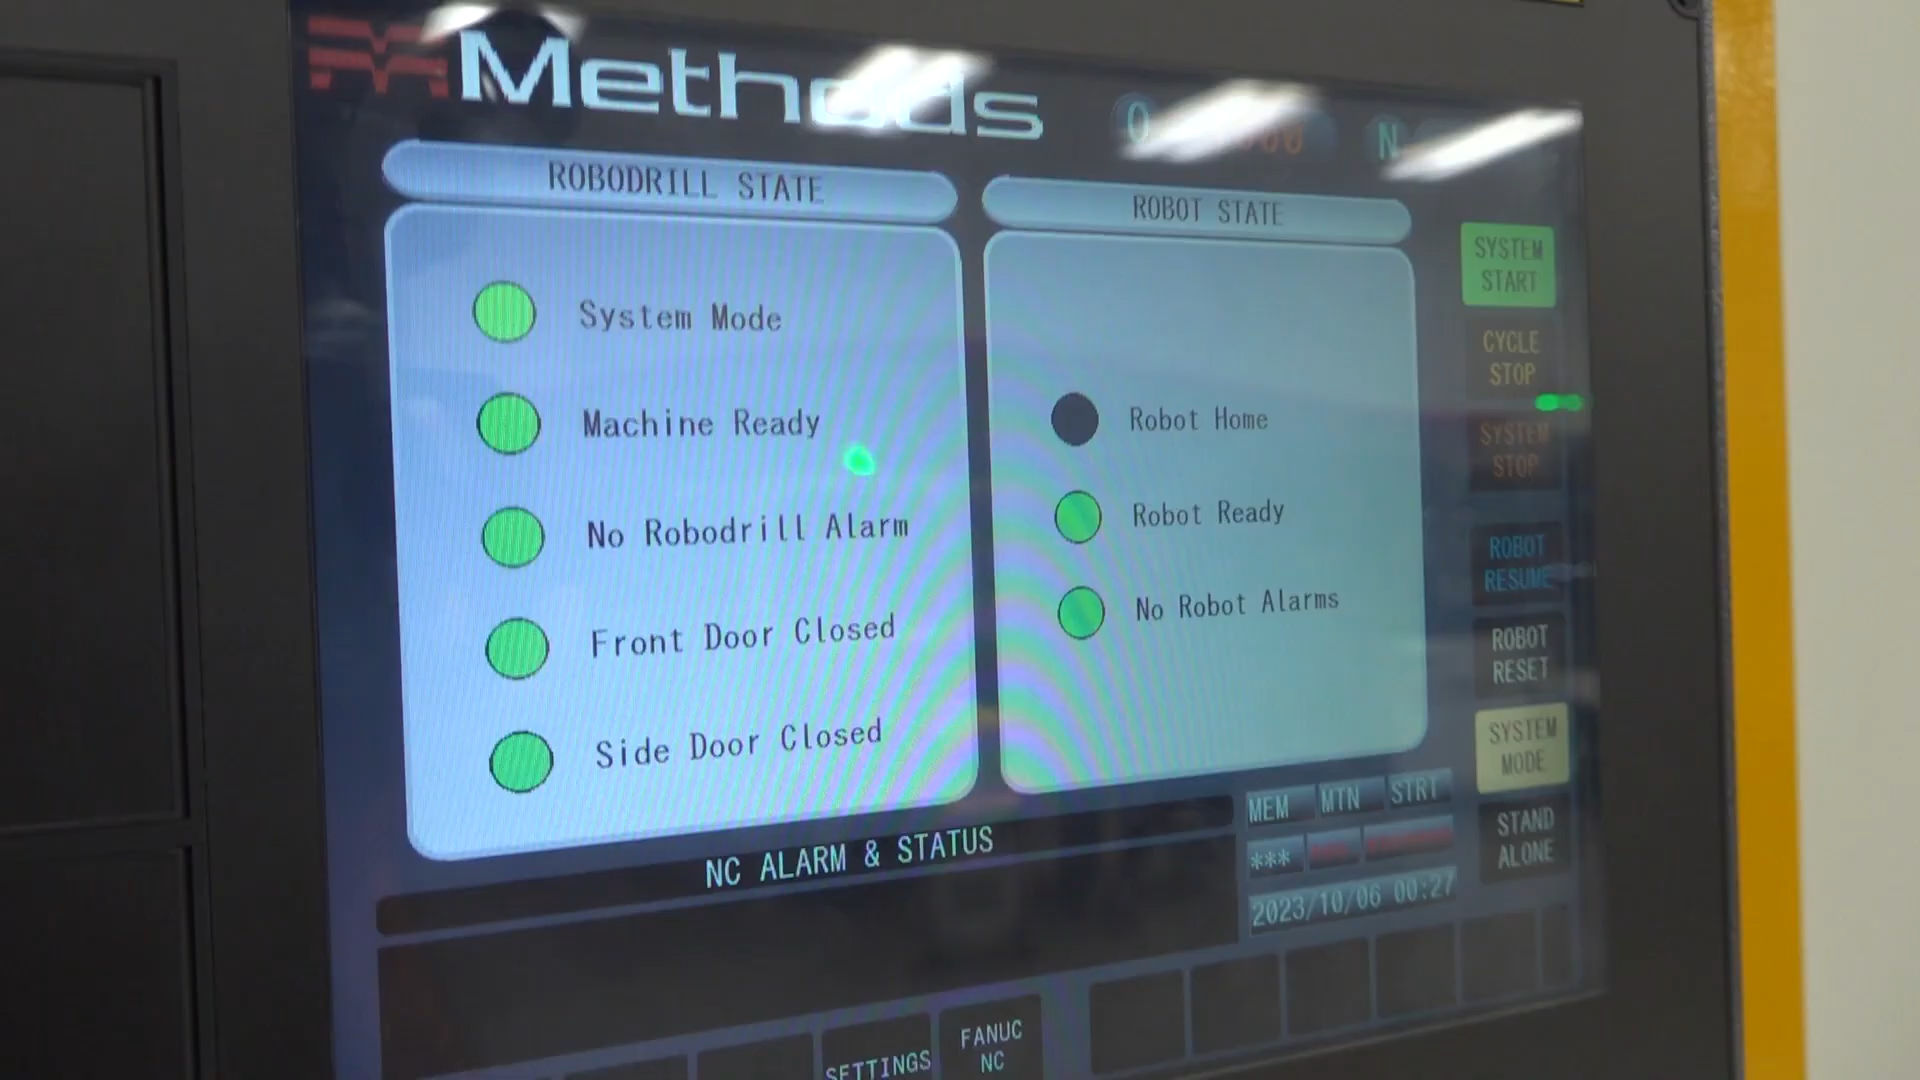 Methods
O
N
ROBODRILL STATE
System Mode
Machine Ready
No Robodrill Alarm
Front Door Closed
Side Door Closed
ROBOT STATE
Robot Home
Robot Ready
No Robot Alarms
SYSTEM
START
CYCLE
STOP
SYSTEM
STOP
ROBOT
RESUME
ROBOT
RESET
SYSTEM
MODE
STAND
ALONE
NC ALARM & STATUS
MEM MTN STRT
***
2023/10/06 00:27
SETTINGS
FANUC
NC